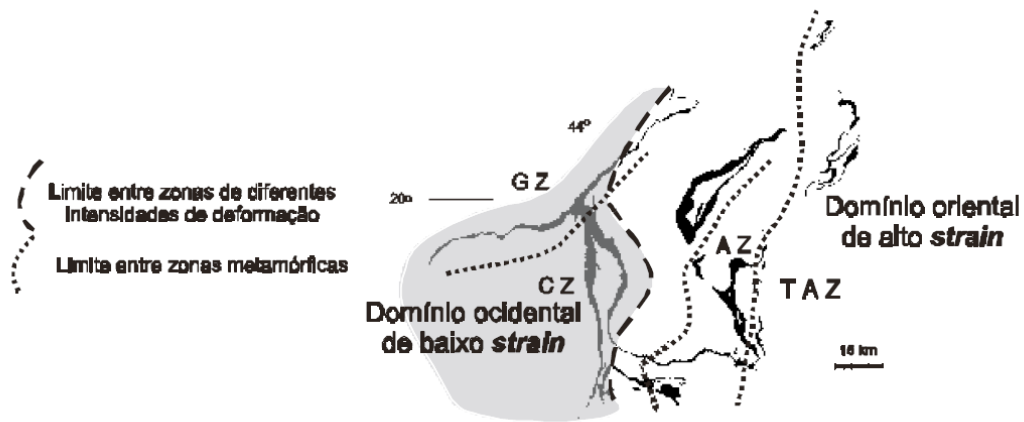 Limite entre zonas de diferentes
intensidades de deformação
Limite entre zonas metamórficas
44º
20º
G Z
C Z
Domínio ocidental
de baixo strain
A Z
T A Z
Domínio oriental
de alto strain
15 km